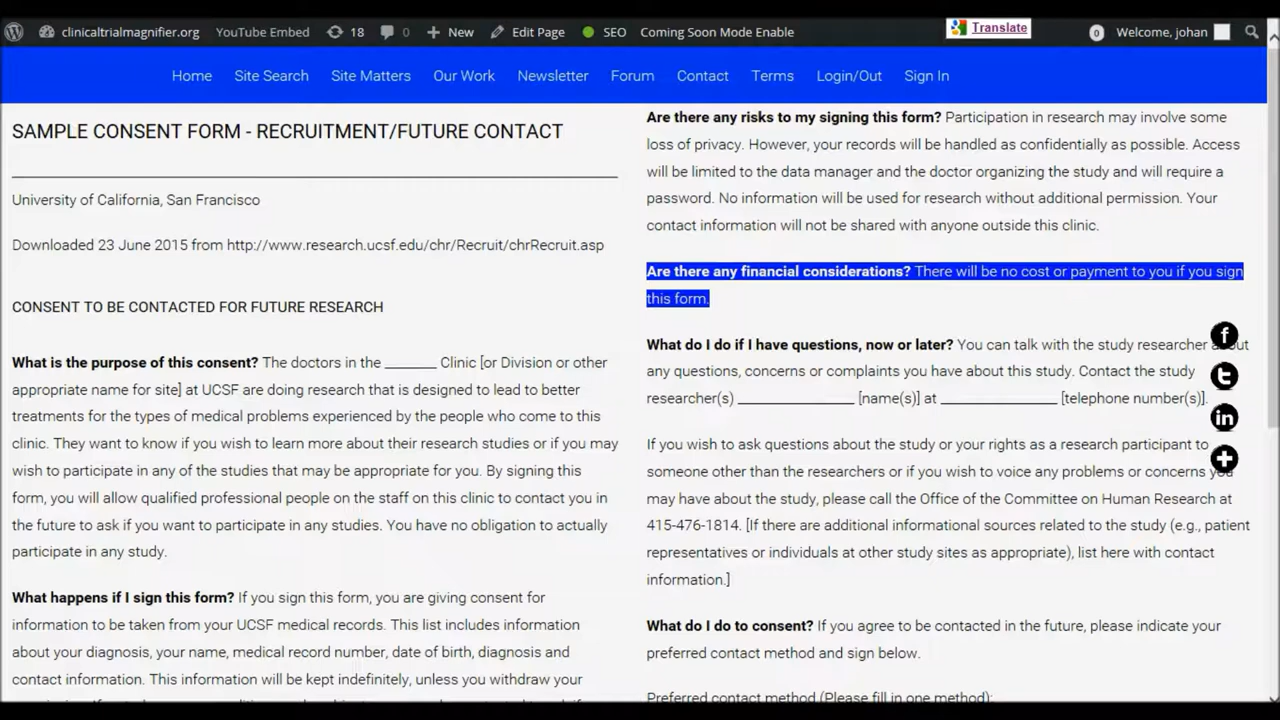 clinicaltrialmagnifier.org YouTube Embed 18 0 New Edit Page SEO Coming Soon Mode Enable Translate 0 Welcome, johan
Home Site Search Site Matters Our Work Newsletter Forum Contact Terms Login/Out Sign In
SAMPLE CONSENT FORM - RECRUITMENT/FUTURE CONTACT
University of California, San Francisco
Downloaded 23 June 2015 from http://www.research.ucsf.edu/chr/Recruit/chrRecruit.asp
CONSENT TO BE CONTACTED FOR FUTURE RESEARCH
What is the purpose of this consent? The doctors in the _______ Clinic [or Division or other
appropriate name for site] at UCSF are doing research that is designed to lead to better
treatments for the types of medical problems experienced by the people who come to this
clinic. They want to know if you wish to learn more about their research studies or if you may
wish to participate in any of the studies that may be appropriate for you. By signing this
form, you will allow qualified professional people on the staff on this clinic to contact you in
the future to ask if you want to participate in any studies. You have no obligation to actually
participate in any study.
What happens if I sign this form? If you sign this form, you are giving consent for
information to be taken from your UCSF medical records. This list includes information
about your diagnosis, your name, medical record number, date of birth, diagnosis and
contact information. This information will be kept indefinitely, unless you withdraw your
Are there any risks to my signing this form? Participation in research may involve some
loss of privacy. However, your records will be handled as confidentially as possible. Access
will be limited to the data manager and the doctor organizing the study and will require a
password. No information will be used for research without additional permission. Your
contact information will not be shared with anyone outside this clinic.
Are there any financial considerations? There will be no cost or payment to you if you sign
this form.
What do I do if I have questions, now or later? You can talk with the study researcher about
any questions, concerns or complaints you have about this study. Contact the study
researcher(s) ________________ [name(s)] at ________________ [telephone number(s)].
If you wish to ask questions about the study or your rights as a research participant to
someone other than the researchers or if you wish to voice any problems or concerns you
may have about the study, please call the Office of the Committee on Human Research at
415-476-1814. [If there are additional informational sources related to the study (e.g., patient
representatives or individuals at other study sites as appropriate), list here with contact
information.]
What do I do to consent? If you agree to be contacted in the future, please indicate your
preferred contact method and sign below.
Preferred contact method (Please fill in one method):